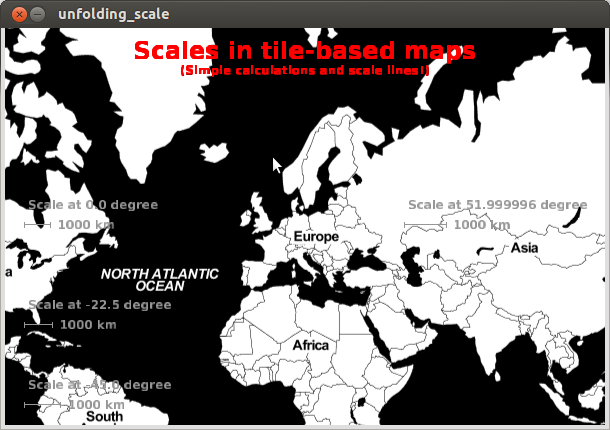 unfolding_scale
Scales in tile-based maps
(Simple calculations and scale lines!)
Scale at 0.0 degree
1000 km
Scale at 51.999996 degree
1000 km
Europe
Asia
a
NORTH ATLANTIC
OCEAN
Scale at -22.5 degree
1000 km
Africa
Scale at -45.0 degree
1000 km
South